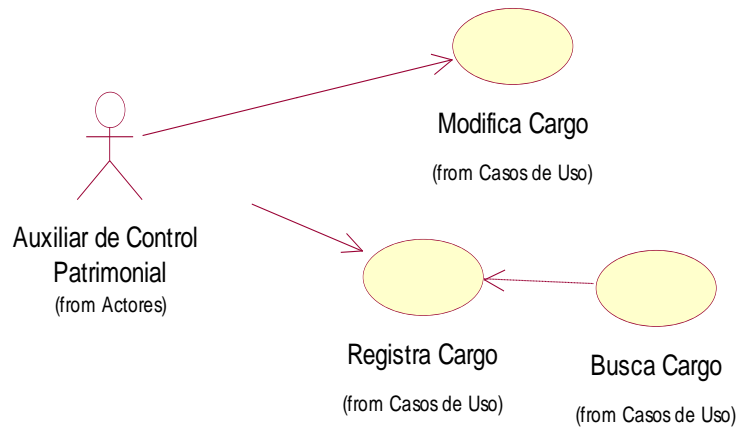 Modifica Cargo
(from Casos de Uso)
Auxiliar de Control
Patrimonial
(from Actores)
Registra Cargo
(from Casos de Uso)
Busca Cargo
(from Casos de Uso)